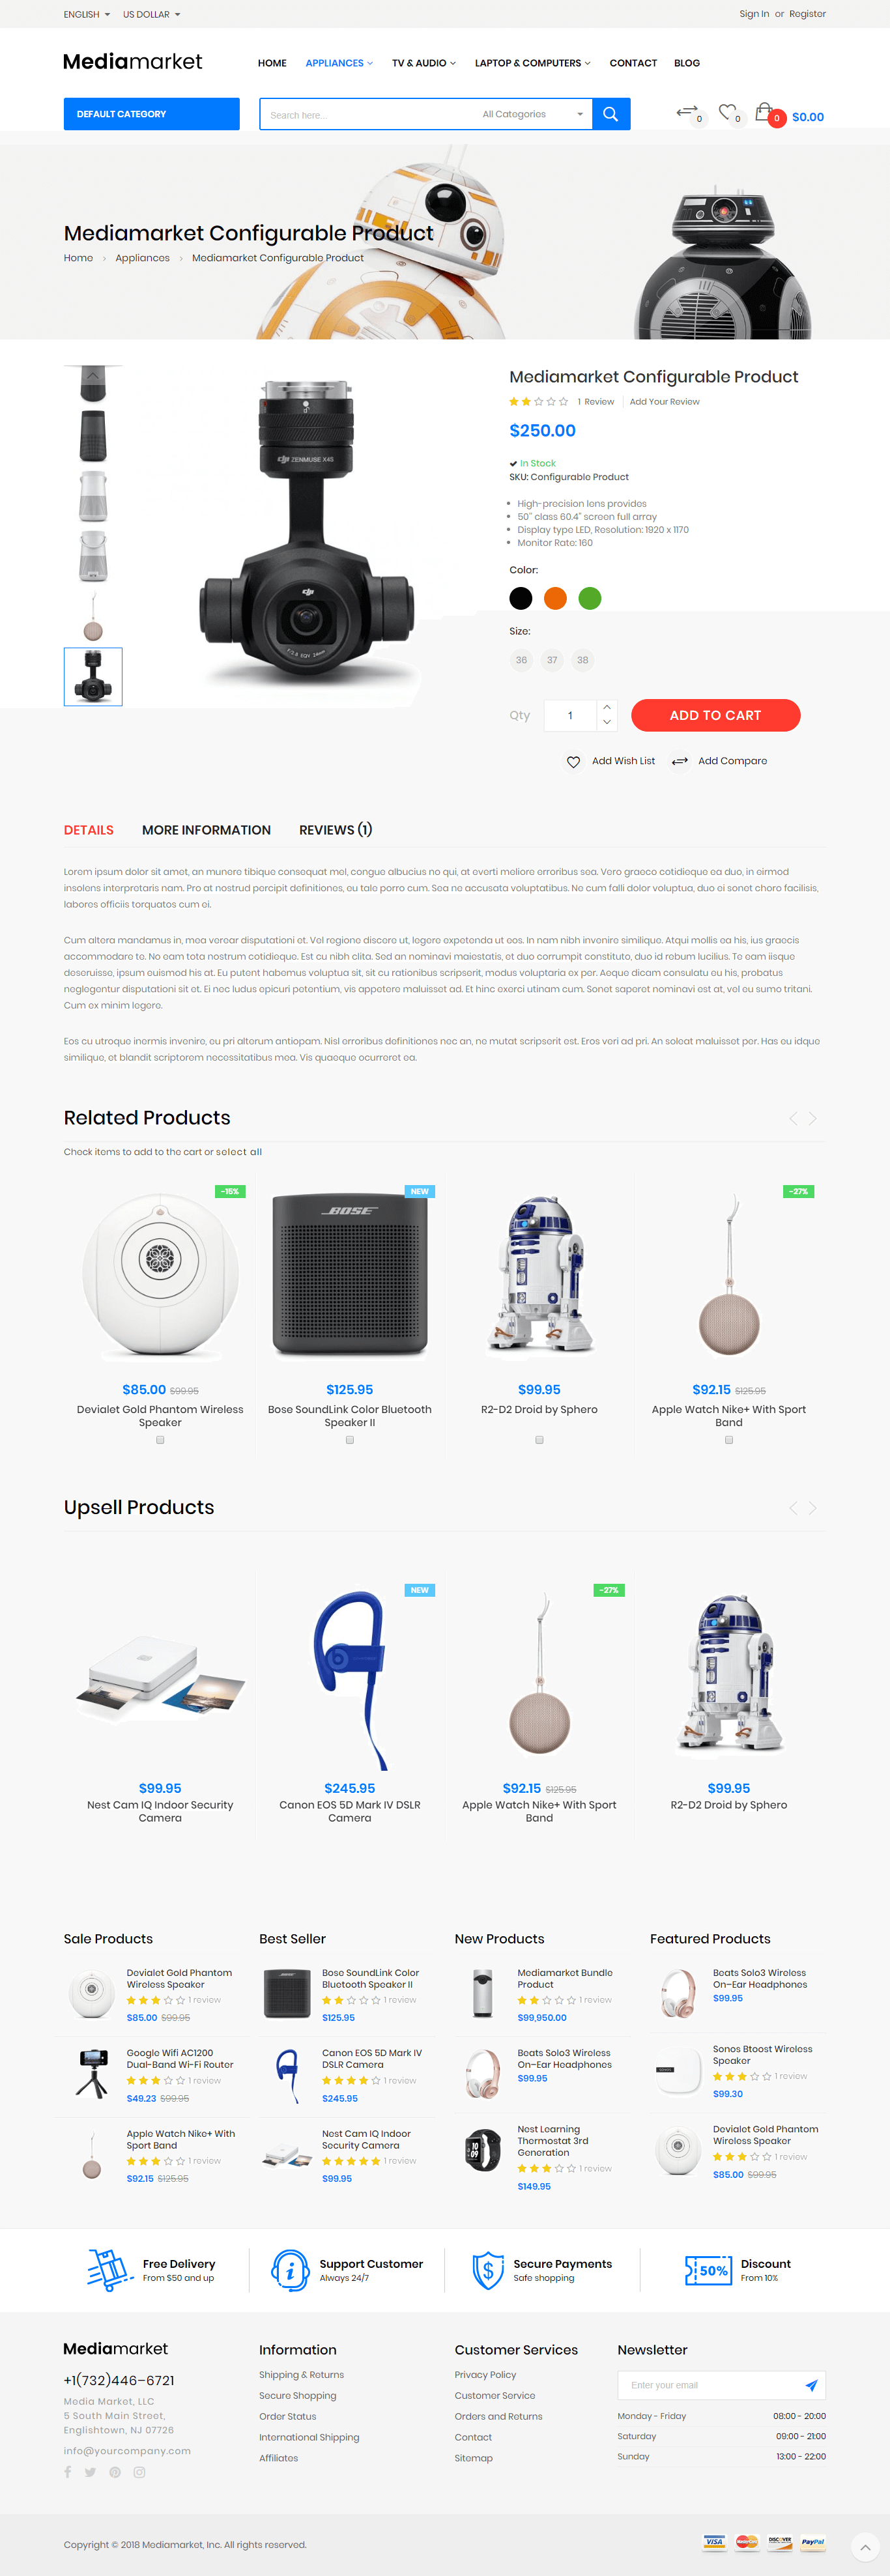 ENGLISH US DOLLAR Sign In or Register
Mediamarket
HOME APPLIANCES TV & AUDIO LAPTOP & COMPUTERS CONTACT BLOG
DEFAULT CATEGORY
Search here... All Categories
0 0 0 $0.00
Mediamarket Configurable Product
Home > Appliances > Mediamarket Configurable Product
Mediamarket Configurable Product
1 Review Add Your Review
$250.00
In Stock
SKU: Configurable Product
High-precision lens provides
50'' class 60.4" screen full array
Display type LED, Resolution: 1920 x 1170
Monitor Rate: 160
Color:
Size:
36 37 38
Qty 1 ADD TO CART
Add Wish List Add Compare
dji ZENMUSE X4S
dji
DETAILS MORE INFORMATION REVIEWS (1)
Lorem ipsum dolor sit amet, an munere tibique consequat mel, congue albucius no qui, at everti meliore erroribus sea. Vero graeco cotidieque ea duo, in eirmod
insolens interpretaris nam. Pro at nostrud percipit definitiones, eu tale porro cum. Sea ne accusata voluptatibus. Ne cum falli dolor voluptua, duo ei sonet choro facilisis,
labores officiis torquatos cum ei.
Cum altera mandamus in, mea verear disputationi et. Vel regione discere ut, legere expetenda ut eos. In nam nibh invenire similique. Atqui mollis ea his, ius graecis
accommodare te. No eam tota nostrum cotidieque. Est cu nibh clita. Sed an nominavi maiestatis, et duo corrumpit constituto, duo id rebum lucilius. Te eam iisque
deseruisse, ipsum euismod his at. Eu putent habemus voluptua sit, sit cu rationibus scripserit, modus voluptaria ex per. Aeque dicam consulatu eu his, probatus
neglegentur disputationi sit et. Ei nec ludus epicuri potentium, vis appetere maluisset ad. Et hinc exerci utinam cum. Sonet saperet nominavi est at, vel eu sumo tritani.
Cum ex minim legere.
Eos cu utroque inermis invenire, eu pri alterum antiopam. Nisl erroribus definitiones nec an, ne mutat scripserit est. Eros veri ad pri. An soleat maluisset per. Has eu idque
similique, et blandit scriptorem necessitatibus mea. Vis quaeque ocurreret ea.
Related Products
Check items to add to the cart or select all
-15% NEW -27%
BOSE
$85.00 $99.95 $125.95 $99.95 $92.15 $125.95
Devialet Gold Phantom Wireless Bose SoundLink Color Bluetooth R2-D2 Droid by Sphero Apple Watch Nike+ With Sport
Speaker Speaker II Band
Upsell Products
NEW -27%
$99.95 $245.95 $92.15 $125.95 $99.95
Nest Cam IQ Indoor Security Canon EOS 5D Mark IV DSLR Apple Watch Nike+ With Sport R2-D2 Droid by Sphero
Camera Camera Band
Sale Products
Devialet Gold Phantom
Wireless Speaker
1 review
$85.00 $99.95
Google Wifi AC1200
Dual-Band Wi-Fi Router
1 review
$49.23 $99.95
Apple Watch Nike+ With
Sport Band
1 review
$92.15 $125.95
Best Seller
Bose SoundLink Color
Bluetooth Speaker II
1 review
$125.95
Canon EOS 5D Mark IV
DSLR Camera
1 review
$245.95
Nest Cam IQ Indoor
Security Camera
1 review
$99.95
New Products
Mediamarket Bundle
Product
1 review
$99,950.00
Beats Solo3 Wireless
On-Ear Headphones
$99.95
Nest Learning
Thermostat 3rd
Generation
1 review
$149.95
Featured Products
Beats Solo3 Wireless
On-Ear Headphones
$99.95
Sonos Btoost Wireless
Speaker
1 review
$99.30
Devialet Gold Phantom
Wireless Speaker
1 review
$85.00 $99.95
Free Delivery
From $50 and up
Support Customer
Always 24/7
Secure Payments
Safe shopping
50%
Discount
From 10%
Mediamarket
+1(732)446-6721
Media Market, LLC
5 South Main Street,
Englishtown, NJ 07726
info@yourcompany.com
Information
Shipping & Returns
Secure Shopping
Order Status
International Shipping
Affiliates
Customer Services
Privacy Policy
Customer Service
Orders and Returns
Contact
Sitemap
Newsletter
Enter your email
Monday - Friday 08:00 - 20:00
Saturday 09:00 - 21:00
Sunday 13:00 - 22:00
Copyright © 2018 Mediamarket, Inc. All rights reserved.
VISA MasterCard DISCOVER PayPal